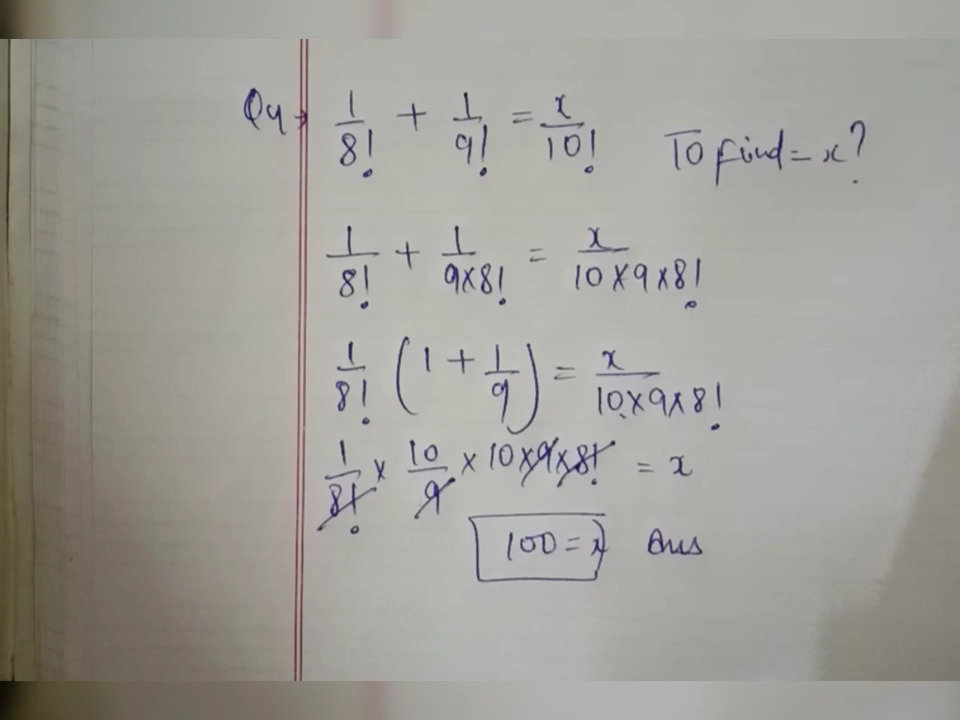 Q4→ 1/8! + 1/9! = x/10! To find = x?
1/8! + 1/9×8! = x/10×9×8!
1/8! (1 + 1/9) = x/10×9×8!
1/8! × 10/9 × 10×9×8! = x
100 = x Ans